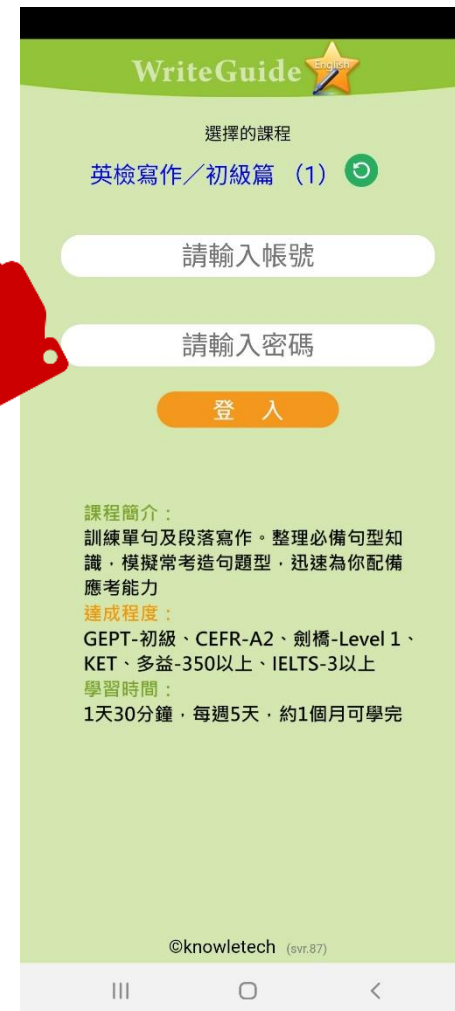 WriteGuide English
選擇的課程
英檢寫作／初級篇 （1）
請輸入帳號
請輸入密碼
登 入
課程簡介：
訓練單句及段落寫作。整理必備句型知
識，模擬常考造句題型，迅速為你配備
應考能力
達成程度：
GEPT-初級、CEFR-A2、劍橋-Level 1、
KET、多益-350以上、IELTS-3以上
學習時間：
1天30分鐘，每週5天，約1個月可學完
©knowletech (svr.87)